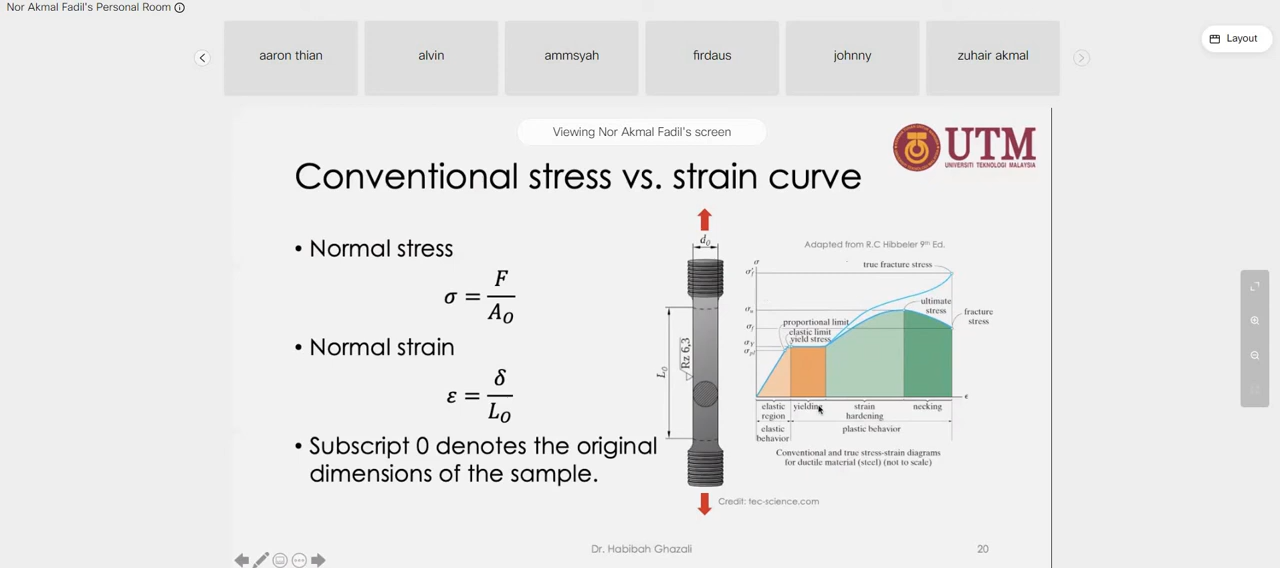 Nor Akmal Fadil's Personal Room
aaron thian
alvin
ammsyah
firdaus
johnny
zuhair akmal
Layout
Viewing Nor Akmal Fadil's screen
UTM
UNIVERSITI TEKNOLOGI MALAYSIA
Conventional stress vs. strain curve
• Normal stress
σ = F / A₀
• Normal strain
ε = δ / L₀
• Subscript 0 denotes the original
dimensions of the sample.
d₀
L₀
Rz 6,3
Credit: tec-science.com
Adapted from R.C Hibbeler 9th Ed.
σ
true fracture stress
σ'f
ultimate
stress
fracture
stress
σu
proportional limit
elastic limit
yield stress
σf
σY
σpl
ε
elastic
region
yielding
strain
hardening
necking
elastic
behavior
plastic behavior
Conventional and true stress-strain diagrams
for ductile material (steel) (not to scale)
Dr. Habibah Ghazali
20